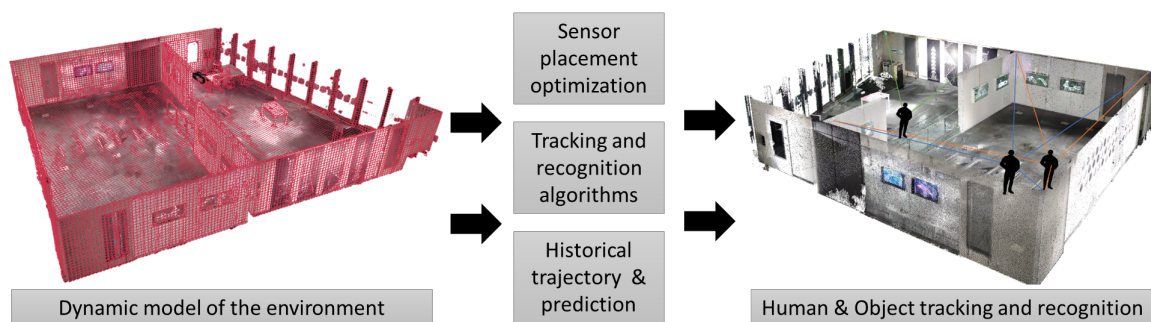 Sensor
placement
optimization
Tracking and
recognition
algorithms
Historical
trajectory &
prediction
Dynamic model of the environment
Human & Object tracking and recognition